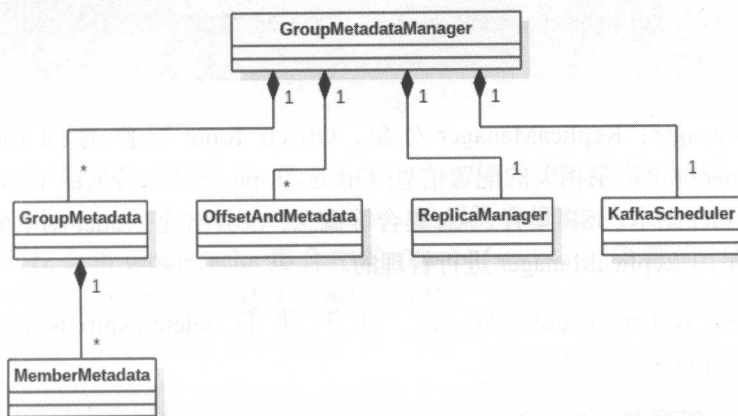 GroupMetadataManager
1
1
1
1
*
*
1
1
GroupMetadata
OffsetAndMetadata
ReplicaManager
KafkaScheduler
1
*
MemberMetadata